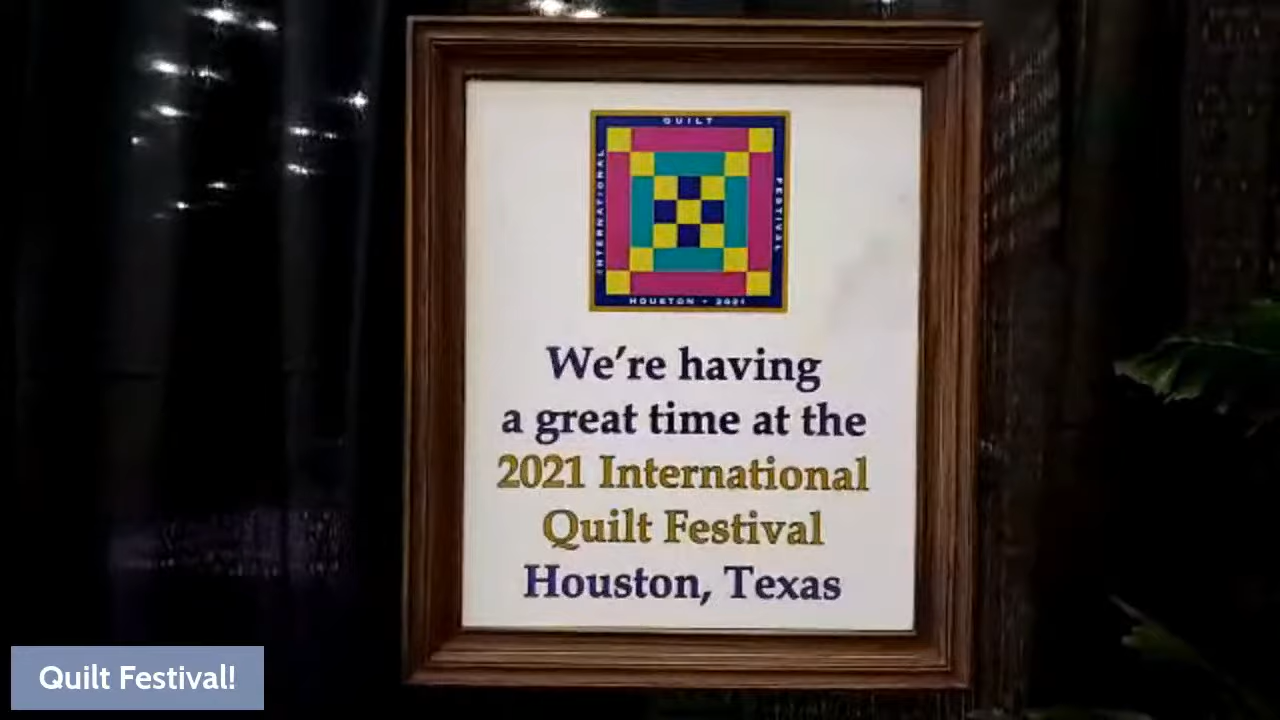 QUILT
INTERNATIONAL
FESTIVAL
HOUSTON • 2021
We're having
a great time at the
2021 International
Quilt Festival
Houston, Texas
Quilt Festival!